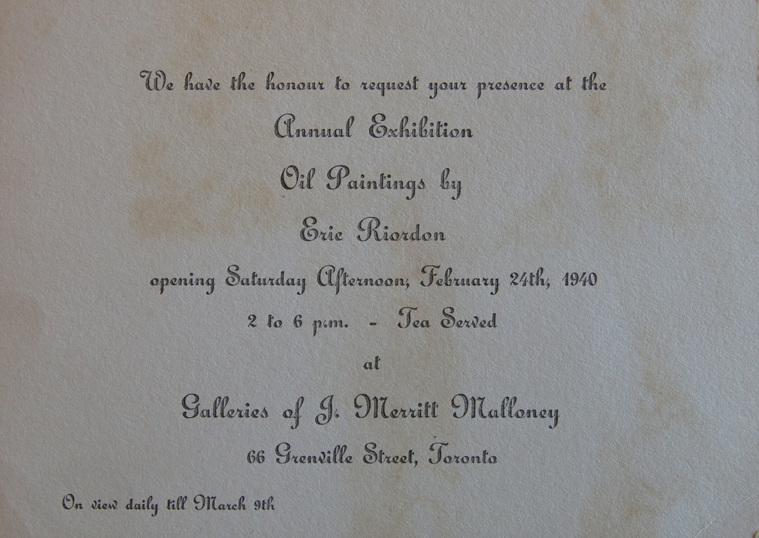 We have the honour to request your presence at the
Annual Exhibition
Oil Paintings by
Eric Riordon
opening Saturday Afternoon, February 24th, 1940
2 to 6 p.m. - Tea Served
at
Galleries of J. Merritt Malloney
66 Grenville Street, Toronto
On view daily till March 9th